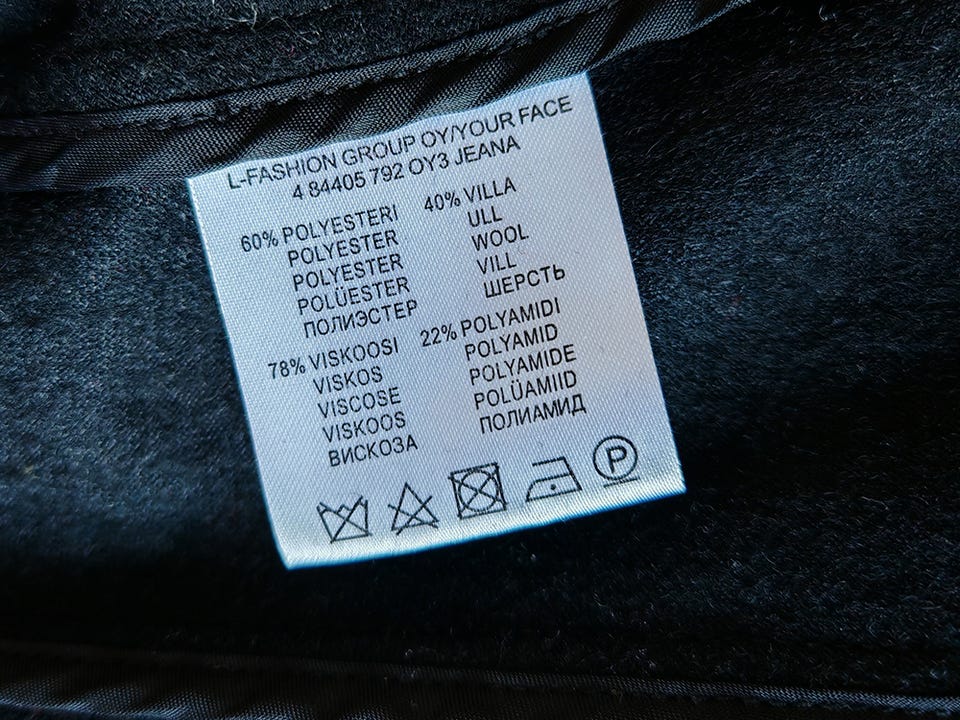 L-FASHION GROUP OY/YOUR FACE
4 84405 792 OY3 JEANA
60% POLYESTERI
POLYESTER
POLYESTER
POLÜESTER
ПОЛИЭСТЕР
40% VILLA
ULL
WOOL
VILL
ШЕРСТЬ
78% VISKOOSI
VISKOS
VISCOSE
VISKOOS
ВИСКОЗА
22% POLYAMIDI
POLYAMID
POLYAMIDE
POLÜAMIID
ПОЛИАМИД
P